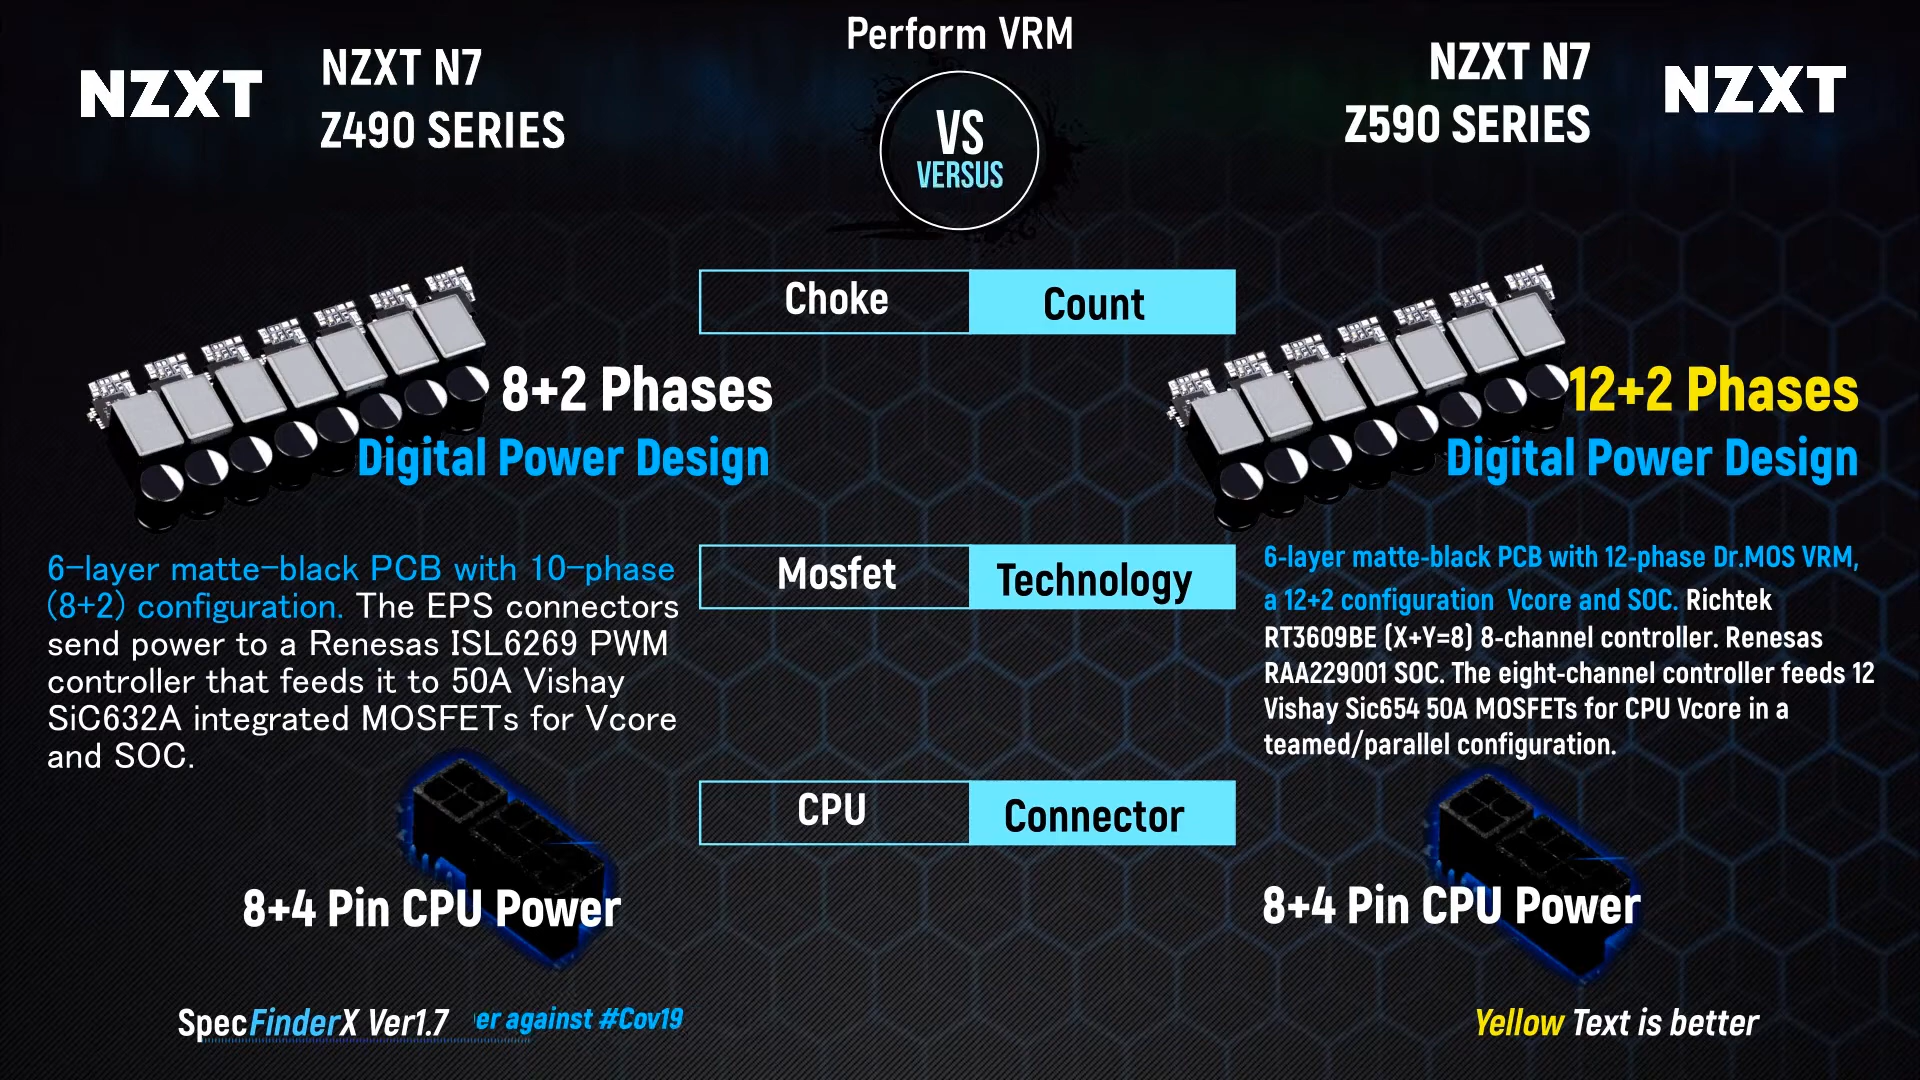 Perform VRM
NZXT
NZXT N7
Z490 SERIES
VS
VERSUS
NZXT N7
Z590 SERIES
NZXT
Choke Count
8+2 Phases
Digital Power Design
12+2 Phases
Digital Power Design
Mosfet Technology
6-layer matte-black PCB with 10-phase
(8+2) configuration. The EPS connectors
send power to a Renesas ISL6269 PWM
controller that feeds it to 50A Vishay
SiC632A integrated MOSFETs for Vcore
and SOC.
6-layer matte-black PCB with 12-phase Dr.MOS VRM,
a 12+2 configuration Vcore and SOC. Richtek
RT3609BE (X+Y=8) 8-channel controller. Renesas
RAA229001 SOC. The eight-channel controller feeds 12
Vishay Sic654 50A MOSFETs for CPU Vcore in a
teamed/parallel configuration.
CPU Connector
8+4 Pin CPU Power
8+4 Pin CPU Power
SpecFinderX Ver1.7 er against #Cov19
Yellow Text is better